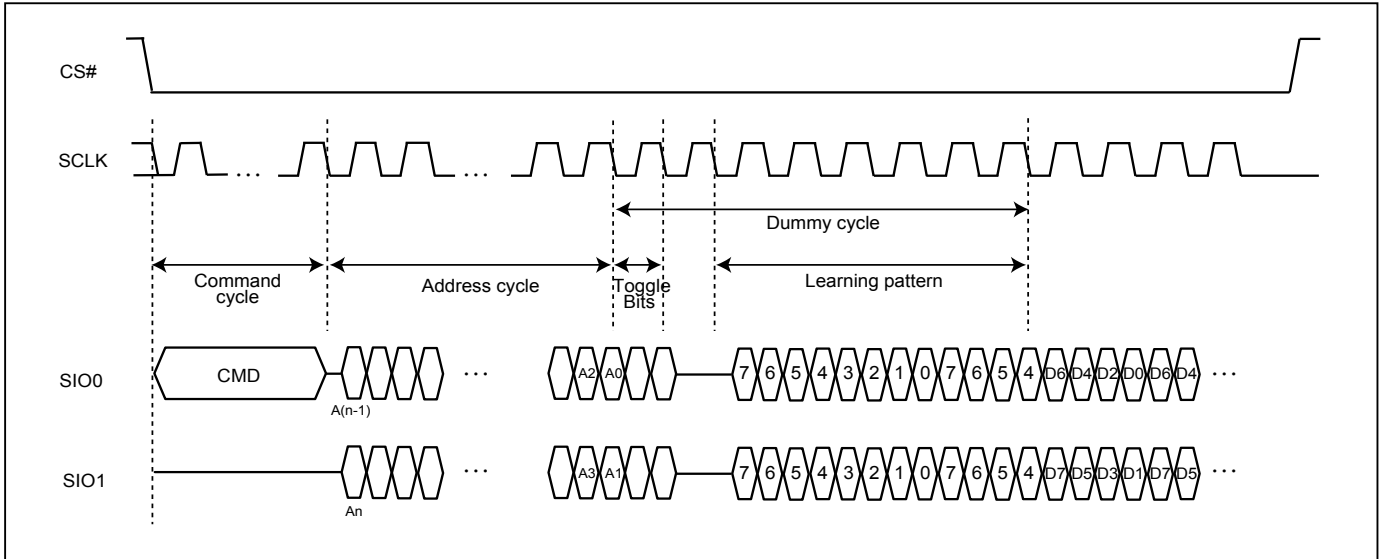 CS#
SCLK
... ...
Dummy cycle
Command
cycle
Address cycle
Toggle
Bits
Learning pattern
SIO0 CMD ... A2 A0 7 6 5 4 3 2 1 0 7 6 5 4 D6 D4 D2 D0 D6 D4 ...
A(n-1)
SIO1 ... A3 A1 7 6 5 4 3 2 1 0 7 6 5 4 D7 D5 D3 D1 D7 D5 ...
An